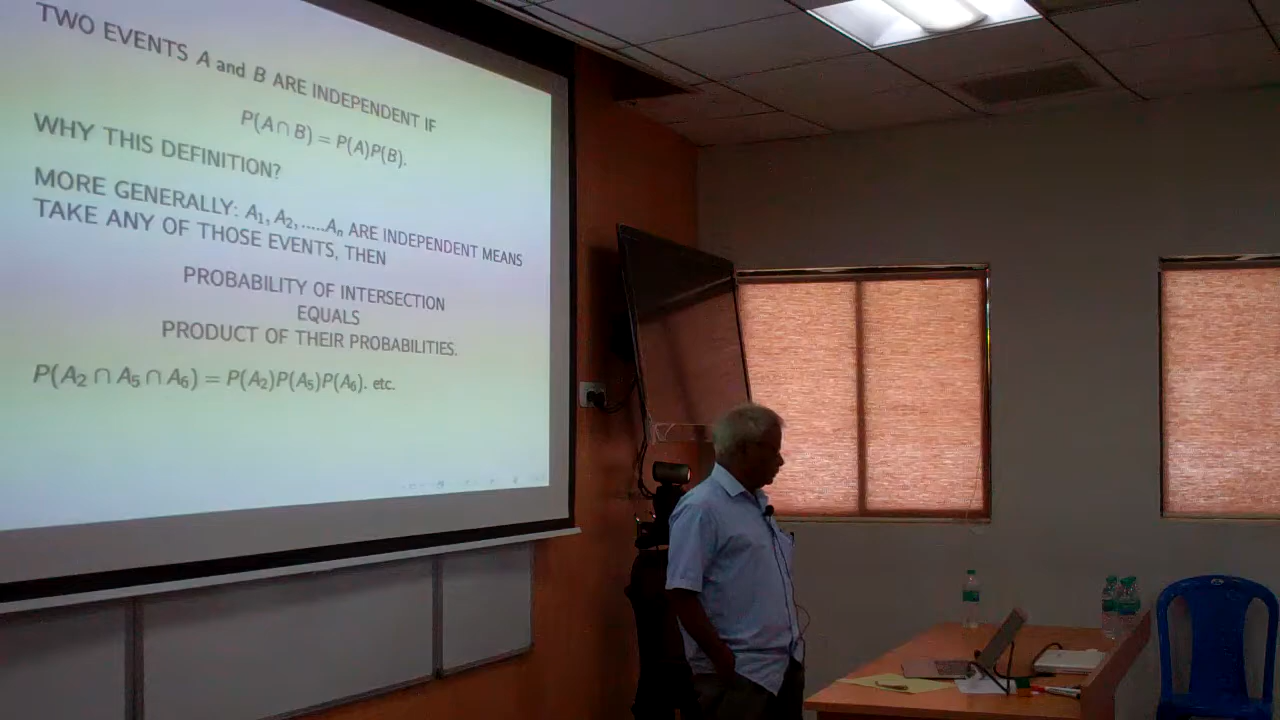 TWO EVENTS A and B ARE INDEPENDENT IF
P(A ∩ B) = P(A)P(B).
WHY THIS DEFINITION?
MORE GENERALLY: A₁, A₂, .....Aₙ ARE INDEPENDENT MEANS
TAKE ANY OF THOSE EVENTS, THEN
PROBABILITY OF INTERSECTION
EQUALS
PRODUCT OF THEIR PROBABILITIES.
P(A₂ ∩ A₅ ∩ A₆) = P(A₂)P(A₅)P(A₆). etc.